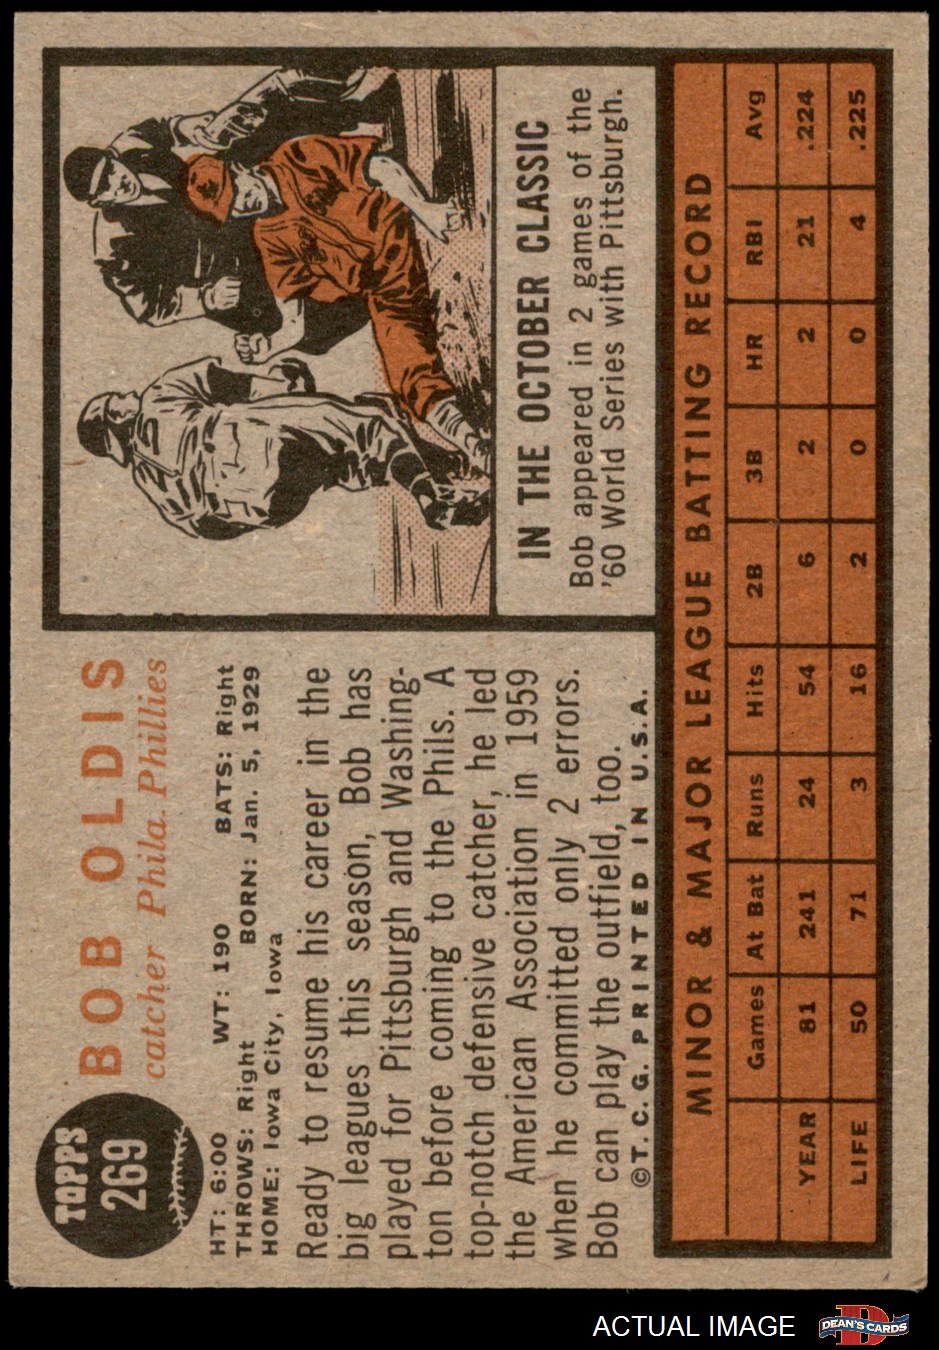 TOPPS
269
BOB OLDIS
catcher Phila. Phillies
HT: 6:00 WT: 190 BATS: Right
THROWS: Right BORN: Jan. 5, 1929
HOME: Iowa City, Iowa
Ready to resume his career in the
big leagues this season, Bob has
played for Pittsburgh and Washing-
ton before coming to the Phils. A
top-notch defensive catcher, he led
the American Association in 1959
when he committed only 2 errors.
Bob can play the outfield, too.
©T.C.G. PRINTED IN U.S.A.
IN THE OCTOBER CLASSIC
Bob appeared in 2 games of the
'60 World Series with Pittsburgh.
MINOR & MAJOR LEAGUE BATTING RECORD
Games At Bat Runs Hits 2B 3B HR RBI Avg
YEAR 81 241 24 54 6 2 2 21 .224
LIFE 50 71 3 16 2 0 0 4 .225
ACTUAL IMAGE
DEAN'S CARDS